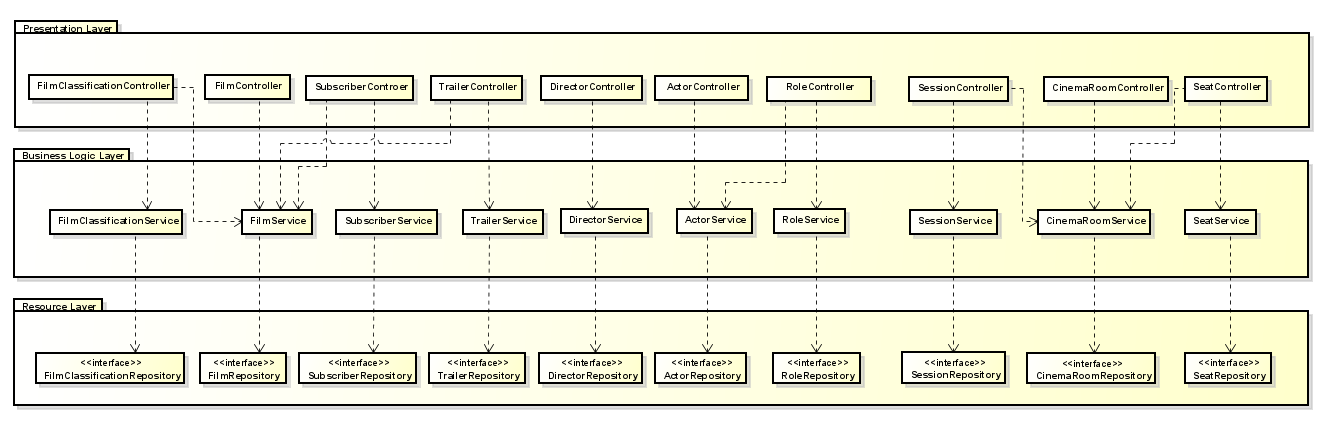 Presentation Layer
FilmClassificationController
FilmController
SubscriberControer
TrailerController
DirectorController
ActorController
RoleController
SessionController
CinemaRoomController
SeatController
Business Logic Layer
FilmClassificationService
FilmService
SubscriberService
TrailerService
DirectorService
ActorService
RoleService
SessionService
CinemaRoomService
SeatService
Resource Layer
<<interface>>
FilmClassificationRepository
<<interface>>
FilmRepository
<<interface>>
SubscriberRepository
<<interface>>
TrailerRepository
<<interface>>
DirectorRepository
<<interface>>
ActorRepository
<<interface>>
RoleRepository
<<interface>>
SessionRepository
<<interface>>
CinemaRoomRepository
<<interface>>
SeatRepository